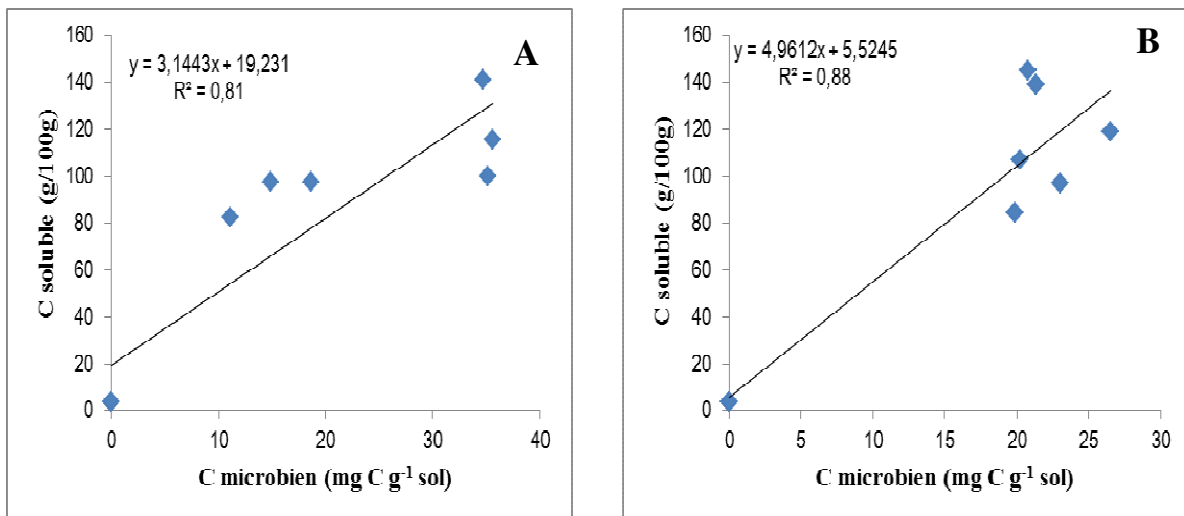 A
y = 3,1443x + 19,231
R² = 0,81
C soluble (g/100g)
160
140
120
100
80
60
40
20
0
0 10 20 30 40
C microbien (mg C g⁻¹ sol)
B
y = 4,9612x + 5,5245
R² = 0,88
C soluble (g/100g)
160
140
120
100
80
60
40
20
0
0 5 10 15 20 25 30
C microbien (mg C g⁻¹ sol)